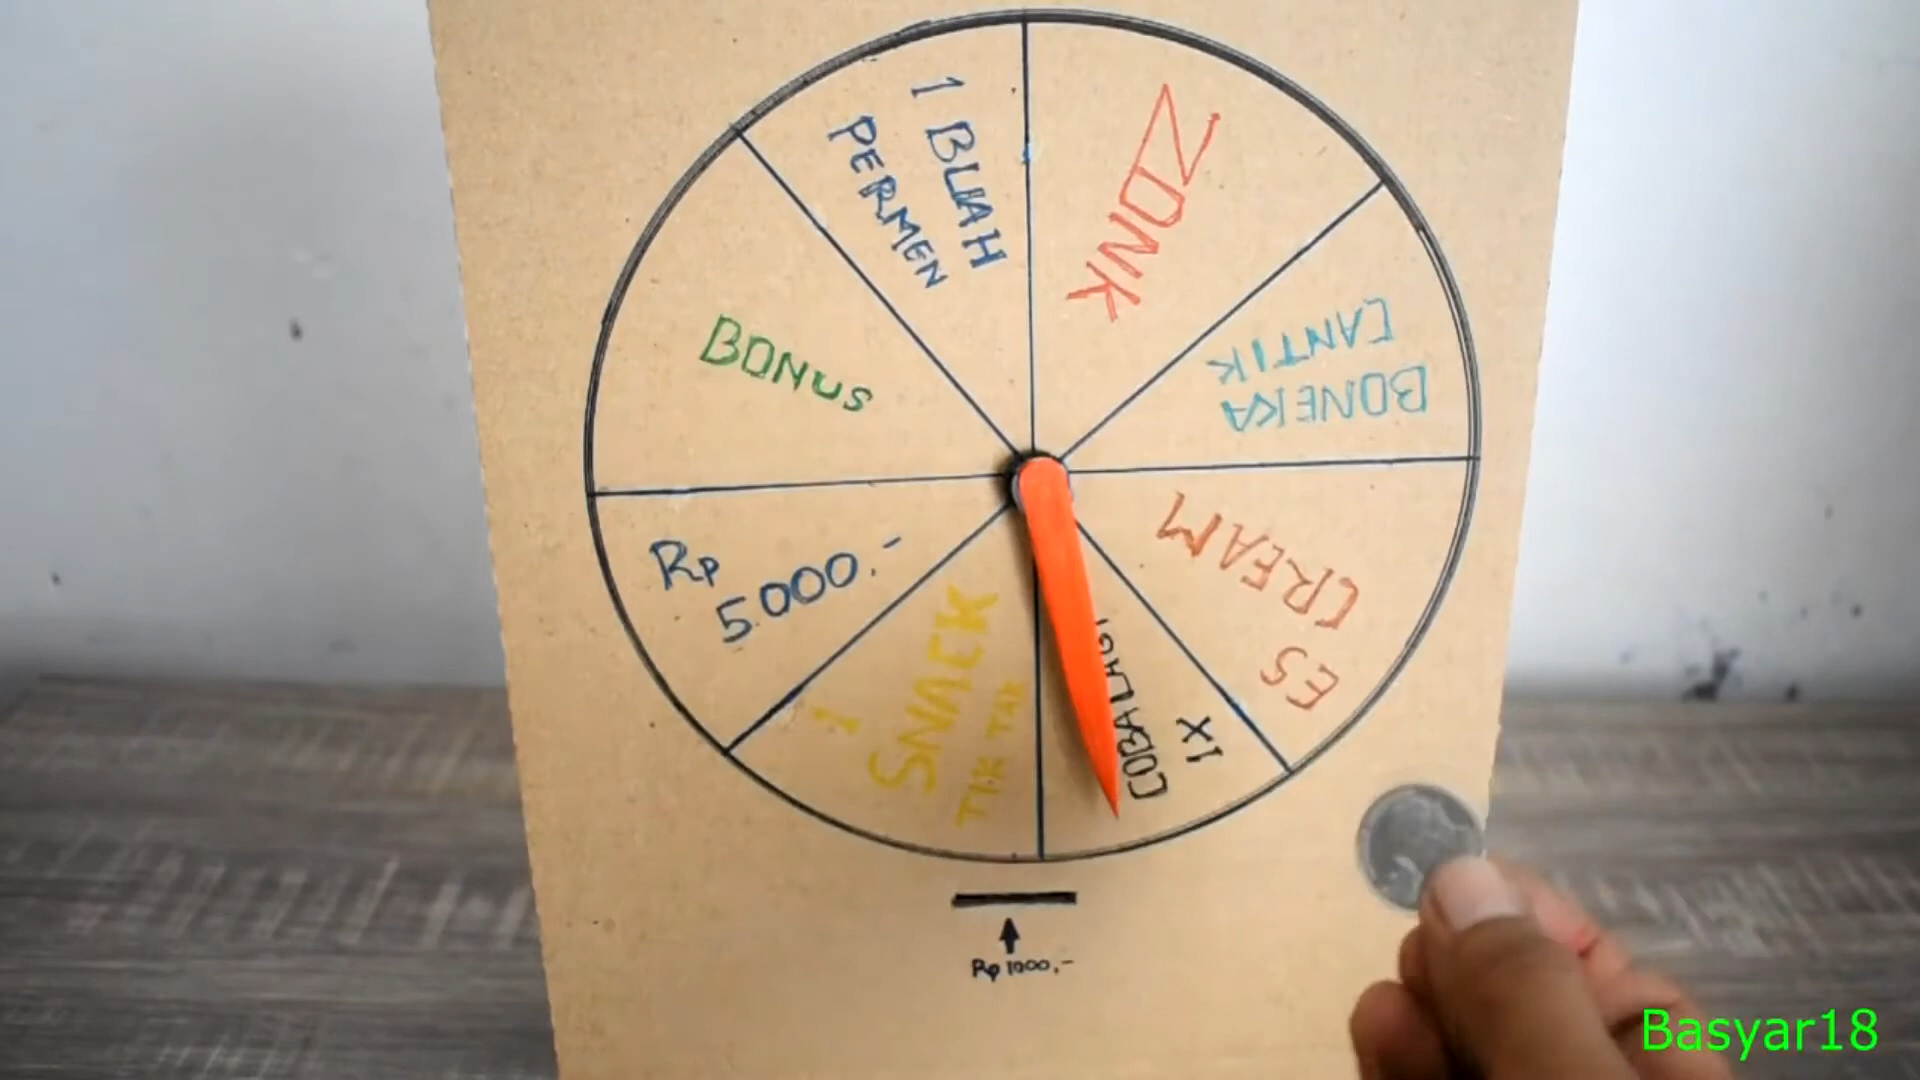 1 BUAH
PERMEN
ZONK
BONEKA
CANTIK
ES
CREAM
1X
COBA LAGI
1
SNACK
TIK TAK
Rp
5.000,-
BONUS
Rp 1000,-
Basyar18